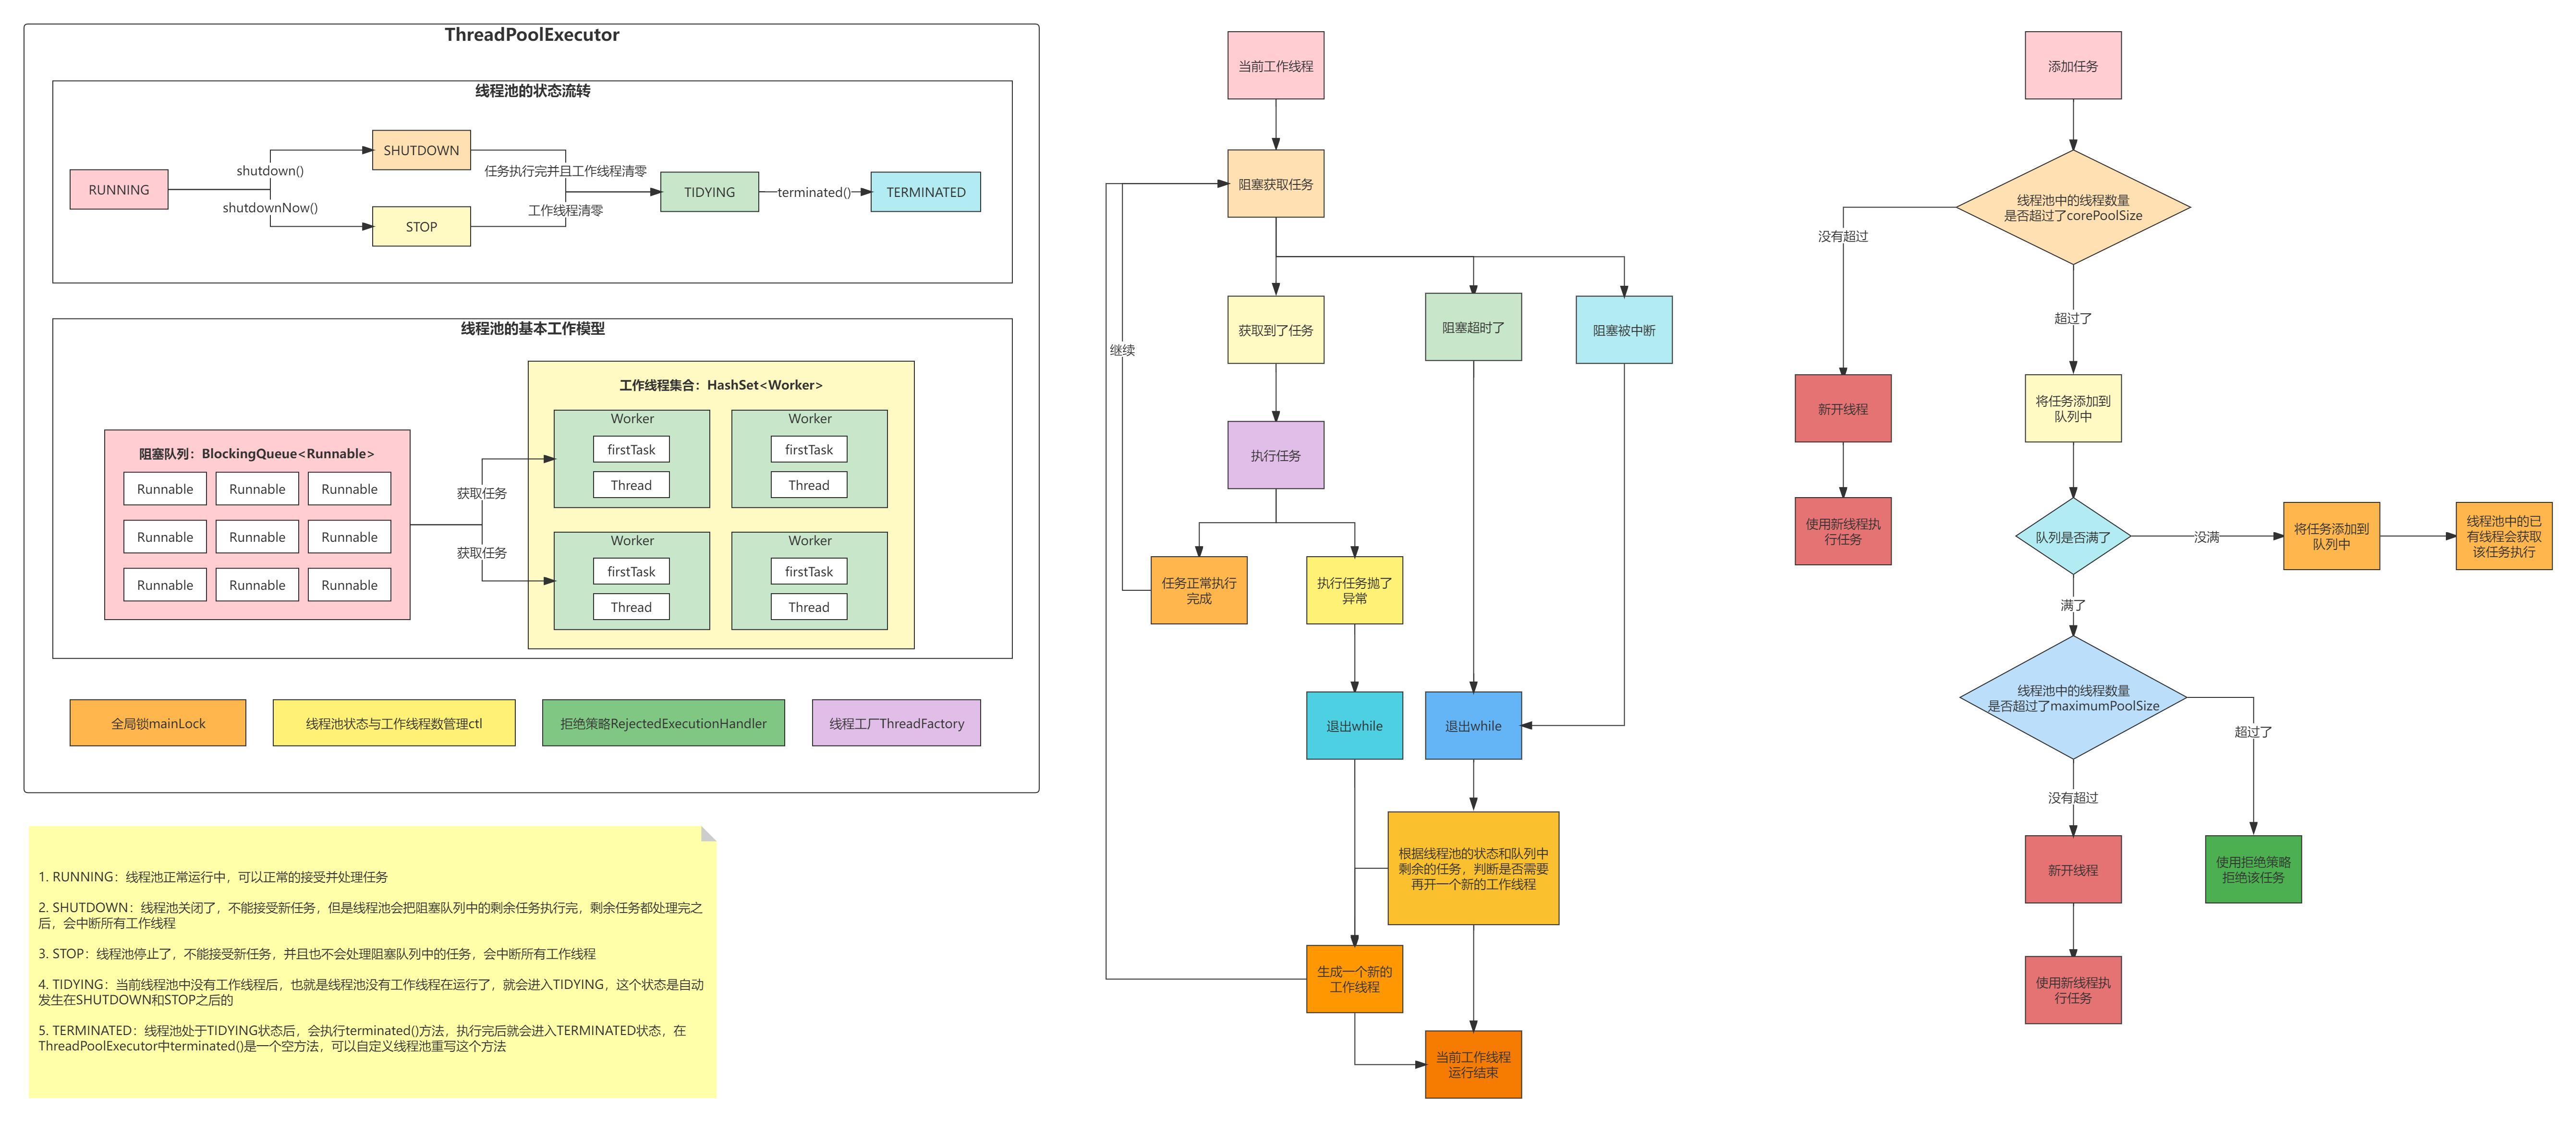 ThreadPoolExecutor
线程池的状态流转
RUNNING
shutdown()
shutdownNow()
SHUTDOWN
STOP
任务执行完并且工作线程清零
工作线程清零
TIDYING
terminated()
TERMINATED
线程池的基本工作模型
阻塞队列：BlockingQueue<Runnable>
Runnable
Runnable
Runnable
Runnable
Runnable
Runnable
Runnable
Runnable
Runnable
获取任务
获取任务
工作线程集合：HashSet<Worker>
Worker
firstTask
Thread
Worker
firstTask
Thread
Worker
firstTask
Thread
Worker
firstTask
Thread
全局锁mainLock
线程池状态与工作线程数管理ctl
拒绝策略RejectedExecutionHandler
线程工厂ThreadFactory
1. RUNNING：线程池正常运行中，可以正常的接受并处理任务
2. SHUTDOWN：线程池关闭了，不能接受新任务，但是线程池会把阻塞队列中的剩余任务执行完，剩余任务都处理完之
后，会中断所有工作线程
3. STOP：线程池停止了，不能接受新任务，并且也不会处理阻塞队列中的任务，会中断所有工作线程
4. TIDYING：当前线程池中没有工作线程后，也就是线程池没有工作线程在运行了，就会进入TIDYING，这个状态是自动
发生在SHUTDOWN和STOP之后的
5. TERMINATED：线程池处于TIDYING状态后，会执行terminated()方法，执行完后就会进入TERMINATED状态，在
ThreadPoolExecutor中terminated()是一个空方法，可以自定义线程池重写这个方法
当前工作线程
阻塞获取任务
继续
获取到了任务
阻塞超时了
阻塞被中断
执行任务
任务正常执行
完成
执行任务抛了
异常
退出while
退出while
根据线程池的状态和队列中
剩余的任务，判断是否需要
再开一个新的工作线程
生成一个新的
工作线程
当前工作线程
运行结束
添加任务
线程池中的线程数量
是否超过了corePoolSize
没有超过
超过了
新开线程
使用新线程执
行任务
将任务添加到
队列中
队列是否满了
没满
将任务添加到
队列中
线程池中的已
有线程会获取
该任务执行
满了
线程池中的线程数量
是否超过了maximumPoolSize
超过了
没有超过
新开线程
使用拒绝策略
拒绝该任务
使用新线程执
行任务